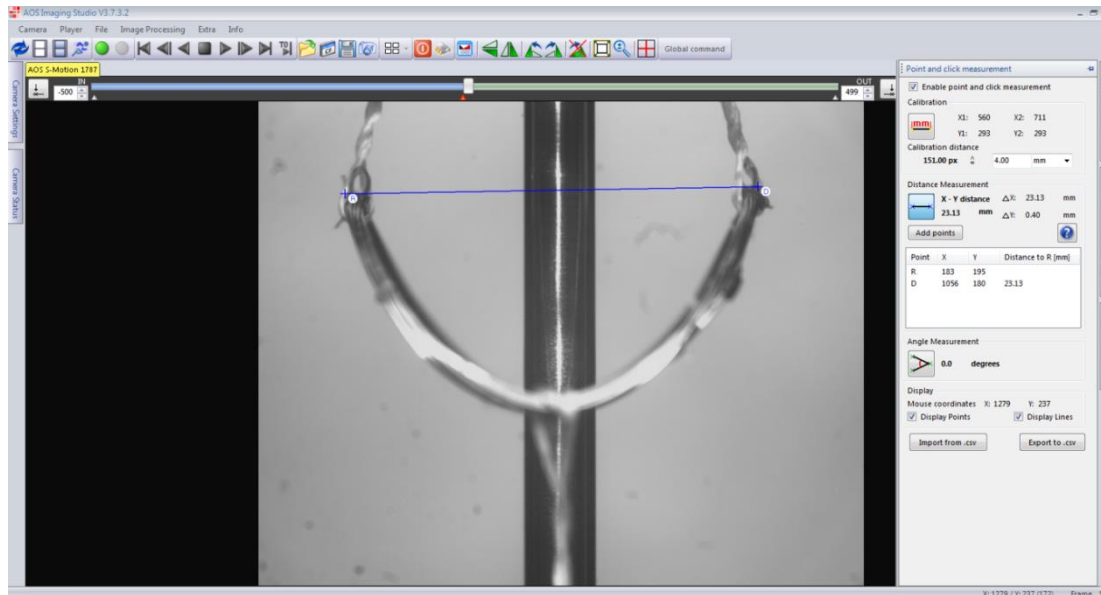 AOS Imaging Studio V3.7.3.2
Camera Player File Image Processing Extra Info
Global command
AOS S-Motion 1787
IN OUT
-500 499
Camera Settings
Camera Status
R D
Point and click measurement
Enable point and click measurement
Calibration
mm X1: 560 X2: 711
Y1: 293 Y2: 293
Calibration distance
151.00 px 4.00 mm
Distance Measurement
X - Y distance △X: 23.13 mm
23.13 mm △Y: 0.40 mm
Add points
Point X Y Distance to R [mm]
R 183 195
D 1056 180 23.13
Angle Measurement
0.0 degrees
Display
Mouse coordinates X: 1279 Y: 237
Display Points Display Lines
Import from .csv Export to .csv
X: 1279 / Y: 237 (172) Frame